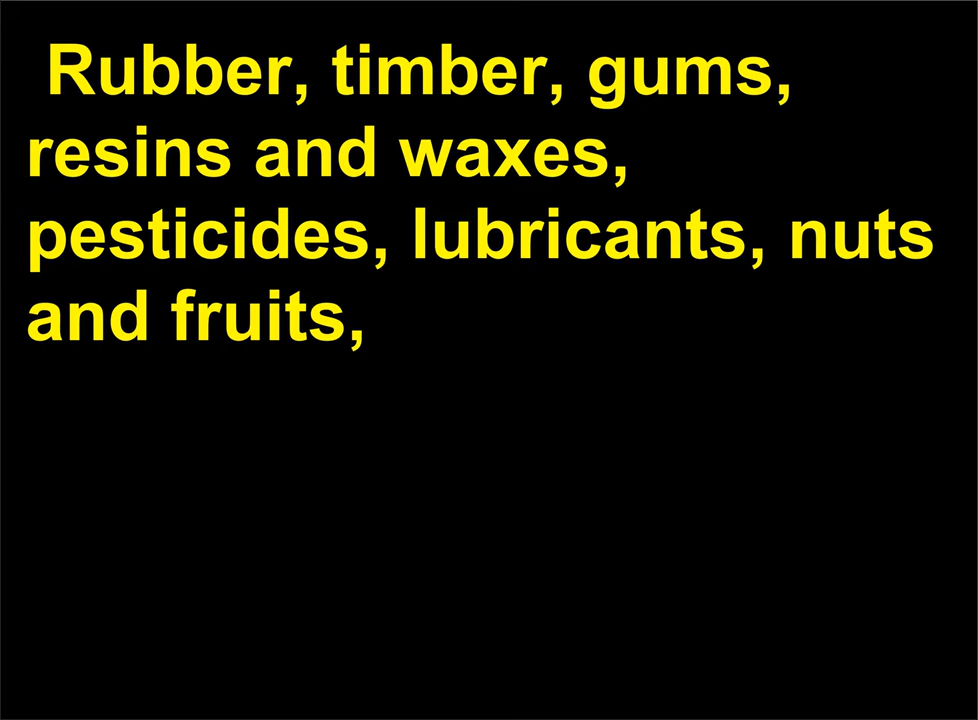 Rubber, timber, gums,
resins and waxes,
pesticides, lubricants, nuts
and fruits,